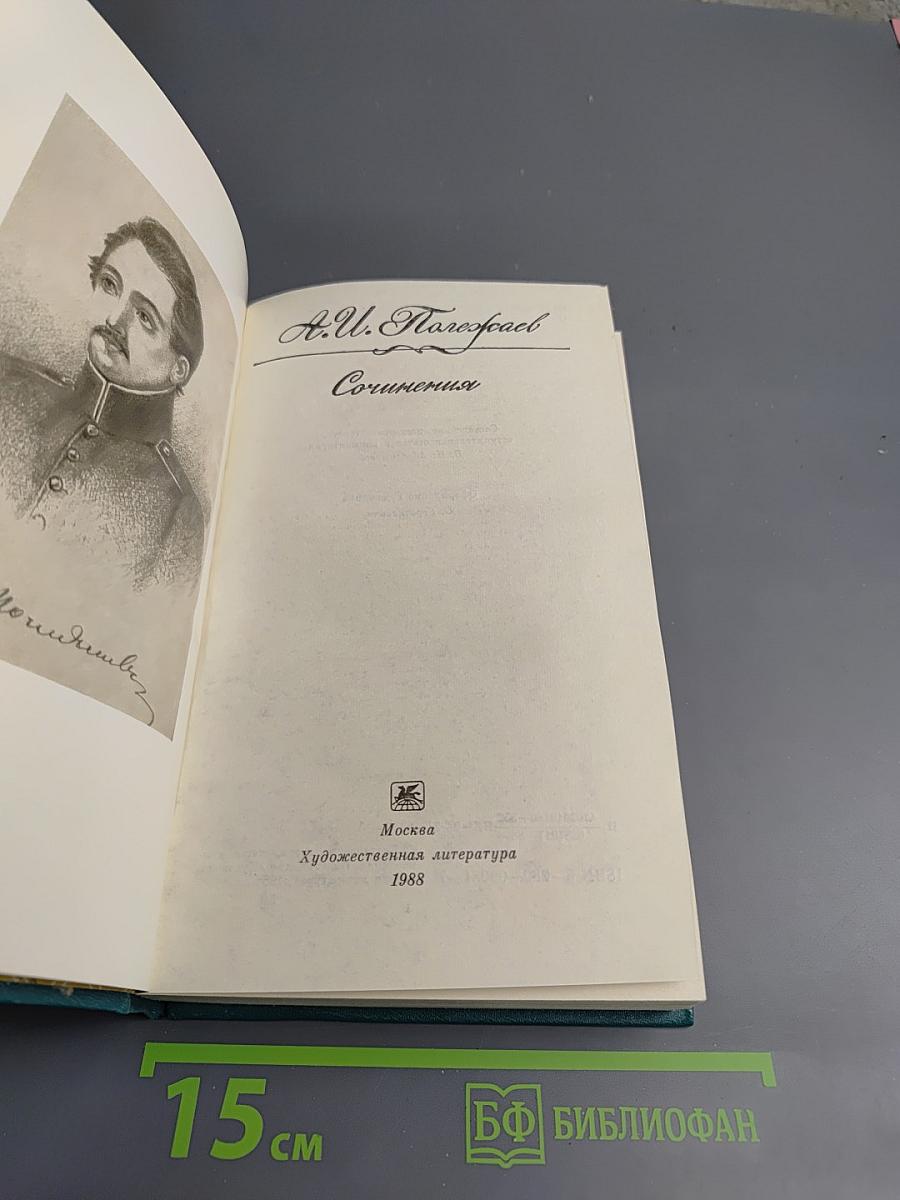 А.И. Полежаев
Сочинения
Москва
Художественная литература
1988
15 см
БФ БИБЛИОФАН